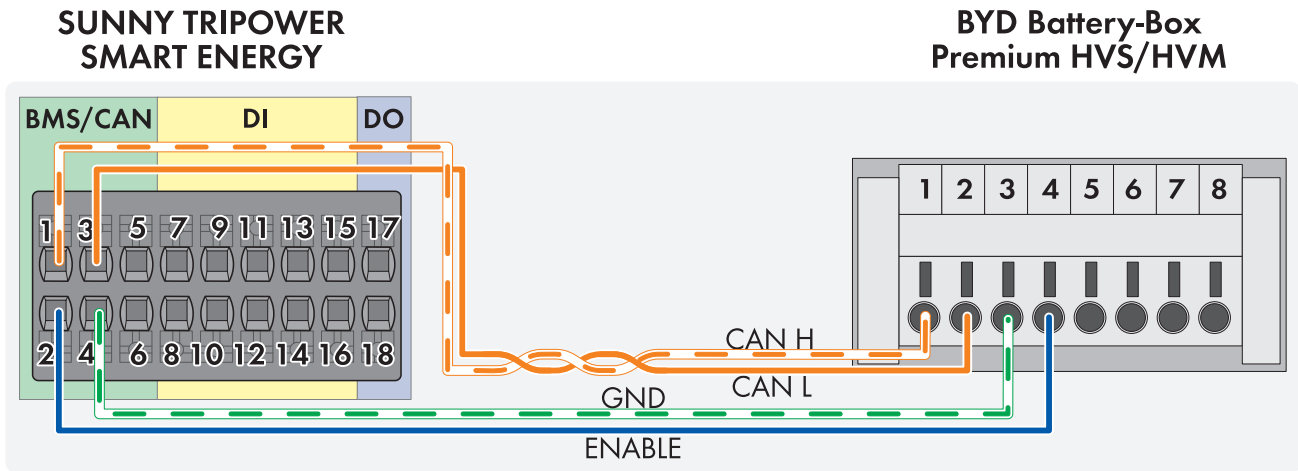 SUNNY TRIPOWER
SMART ENERGY
BYD Battery-Box
Premium HVS/HVM
BMS/CAN DI DO
1 3 5 7 9 11 13 15 17
2 4 6 8 10 12 14 16 18
1 2 3 4 5 6 7 8
CAN H
CAN L
GND
ENABLE